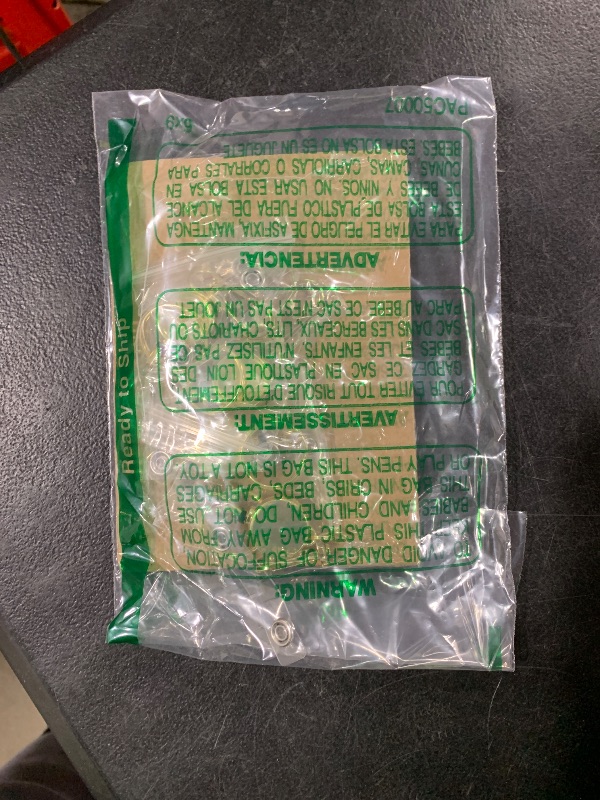 WARNING:
TO AVOID DANGER OF SUFFOCATION,
KEEP THIS PLASTIC BAG AWAY FROM
BABIES AND CHILDREN, DO NOT USE
THIS BAG IN CRIBS, BEDS, CARRIAGES
OR PLAY PENS. THIS BAG IS NOT A TOY
AVERTISSEMENT:
POUR EVITER TOUT RISQUE D'ETOUFFEMENT
GARDEZ CE SAC EN PLASTIQUE LOIN DES
BEBES ET LES ENFANTS. N'UTILISEZ PAS CE
SAC DANS LES BERCEAUX, LITS, CHARIOTS OU
PARC AU BEBE. CE SAC N'EST PAS UN JOUET
ADVERTENCIA:
PARA EVITAR EL PELIGRO DE ASFIXIA, MANTENGA
ESTA BOLSA DE PLASTICO FUERA DEL ALCANCE
DE BEBES Y NINOS. NO USAR ESTA BOLSA EN
CUNAS, CAMAS, CARRIOLAS O CORRALES PARA
BEBES. ESTA BOLSA NO ES UN JUGUETE
PAC50007
6x9
Ready to Ship